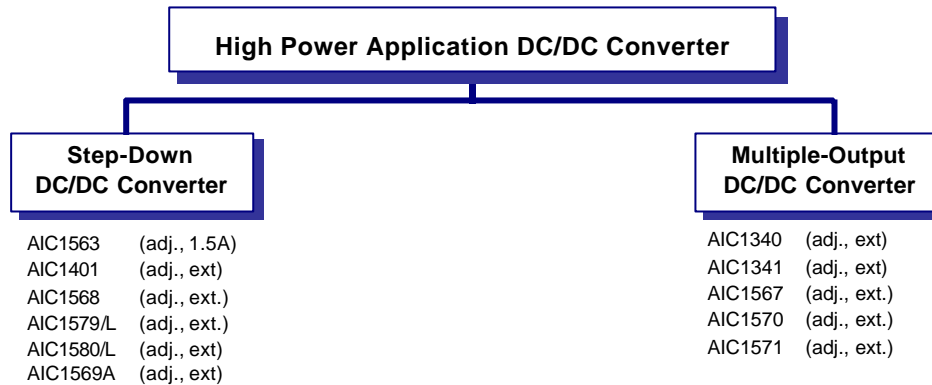 High Power Application DC/DC Converter
Step-Down
DC/DC Converter
AIC1563 (adj., 1.5A)
AIC1401 (adj., ext)
AIC1568 (adj., ext.)
AIC1579/L (adj., ext.)
AIC1580/L (adj., ext)
AIC1569A (adj., ext)
Multiple-Output
DC/DC Converter
AIC1340 (adj., ext)
AIC1341 (adj., ext)
AIC1567 (adj., ext.)
AIC1570 (adj., ext.)
AIC1571 (adj., ext.)